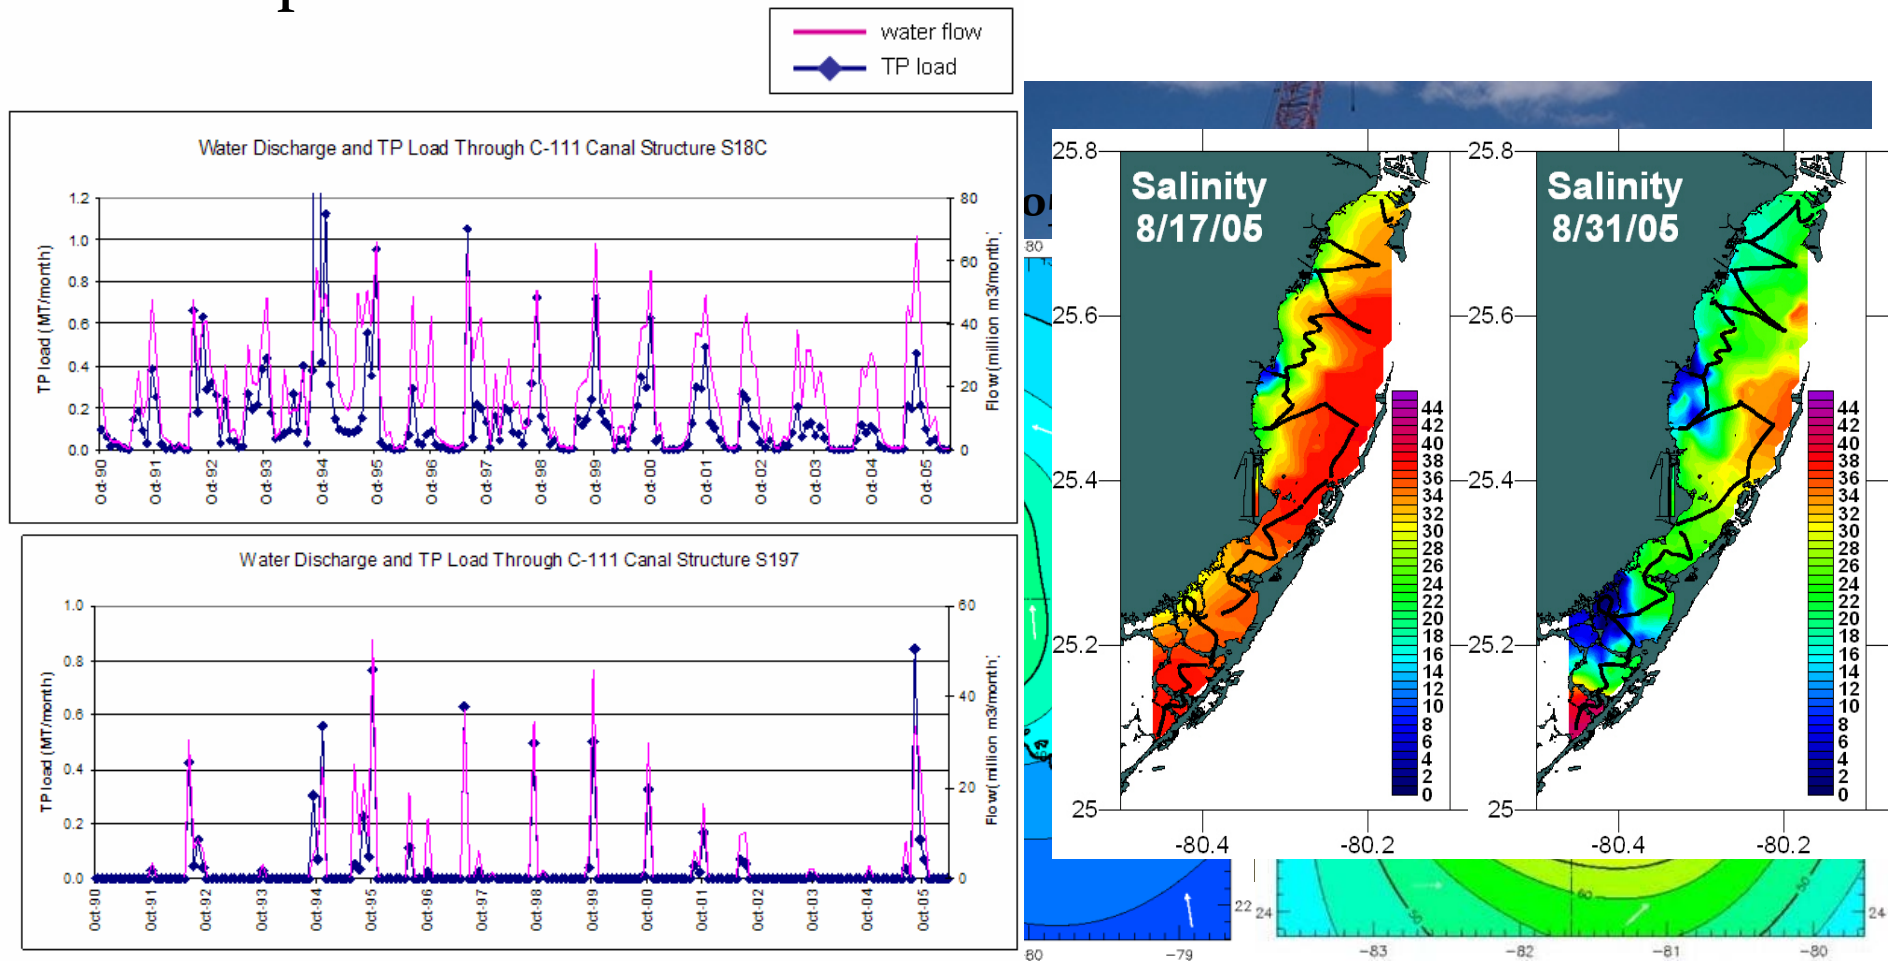 p
water flow
TP load
Water Discharge and TP Load Through C-111 Canal Structure S18C
TP load (MT/month)
1.2
1.0
0.8
0.6
0.4
0.2
0.0
80
60
40
20
0
Flow(million m3/month)
Oct-90
Oct-91
Oct-92
Oct-93
Oct-94
Oct-95
Oct-96
Oct-97
Oct-98
Oct-99
Oct-00
Oct-01
Oct-02
Oct-03
Oct-04
Oct-05
Water Discharge and TP Load Through C-111 Canal Structure S197
TP load (MT/month)
1.0
0.8
0.6
0.4
0.2
0.0
60
40
20
0
Flow(million m3/month)
Oct-90
Oct-91
Oct-92
Oct-93
Oct-94
Oct-95
Oct-96
Oct-97
Oct-98
Oct-99
Oct-00
Oct-01
Oct-02
Oct-03
Oct-04
Oct-05
Salinity
8/17/05
25.8
25.6
25.4
25.2
25
-80.4
-80.2
44
42
40
38
36
34
32
30
28
26
24
22
20
18
16
14
12
10
8
6
4
2
0
Salinity
8/31/05
25.8
25.6
25.4
25.2
25
-80.4
-80.2
44
42
40
38
36
34
32
30
28
26
24
22
20
18
16
14
12
10
8
6
4
2
0
80
80
-79
22
24
-83
-82
-81
-80
24
50
60
50